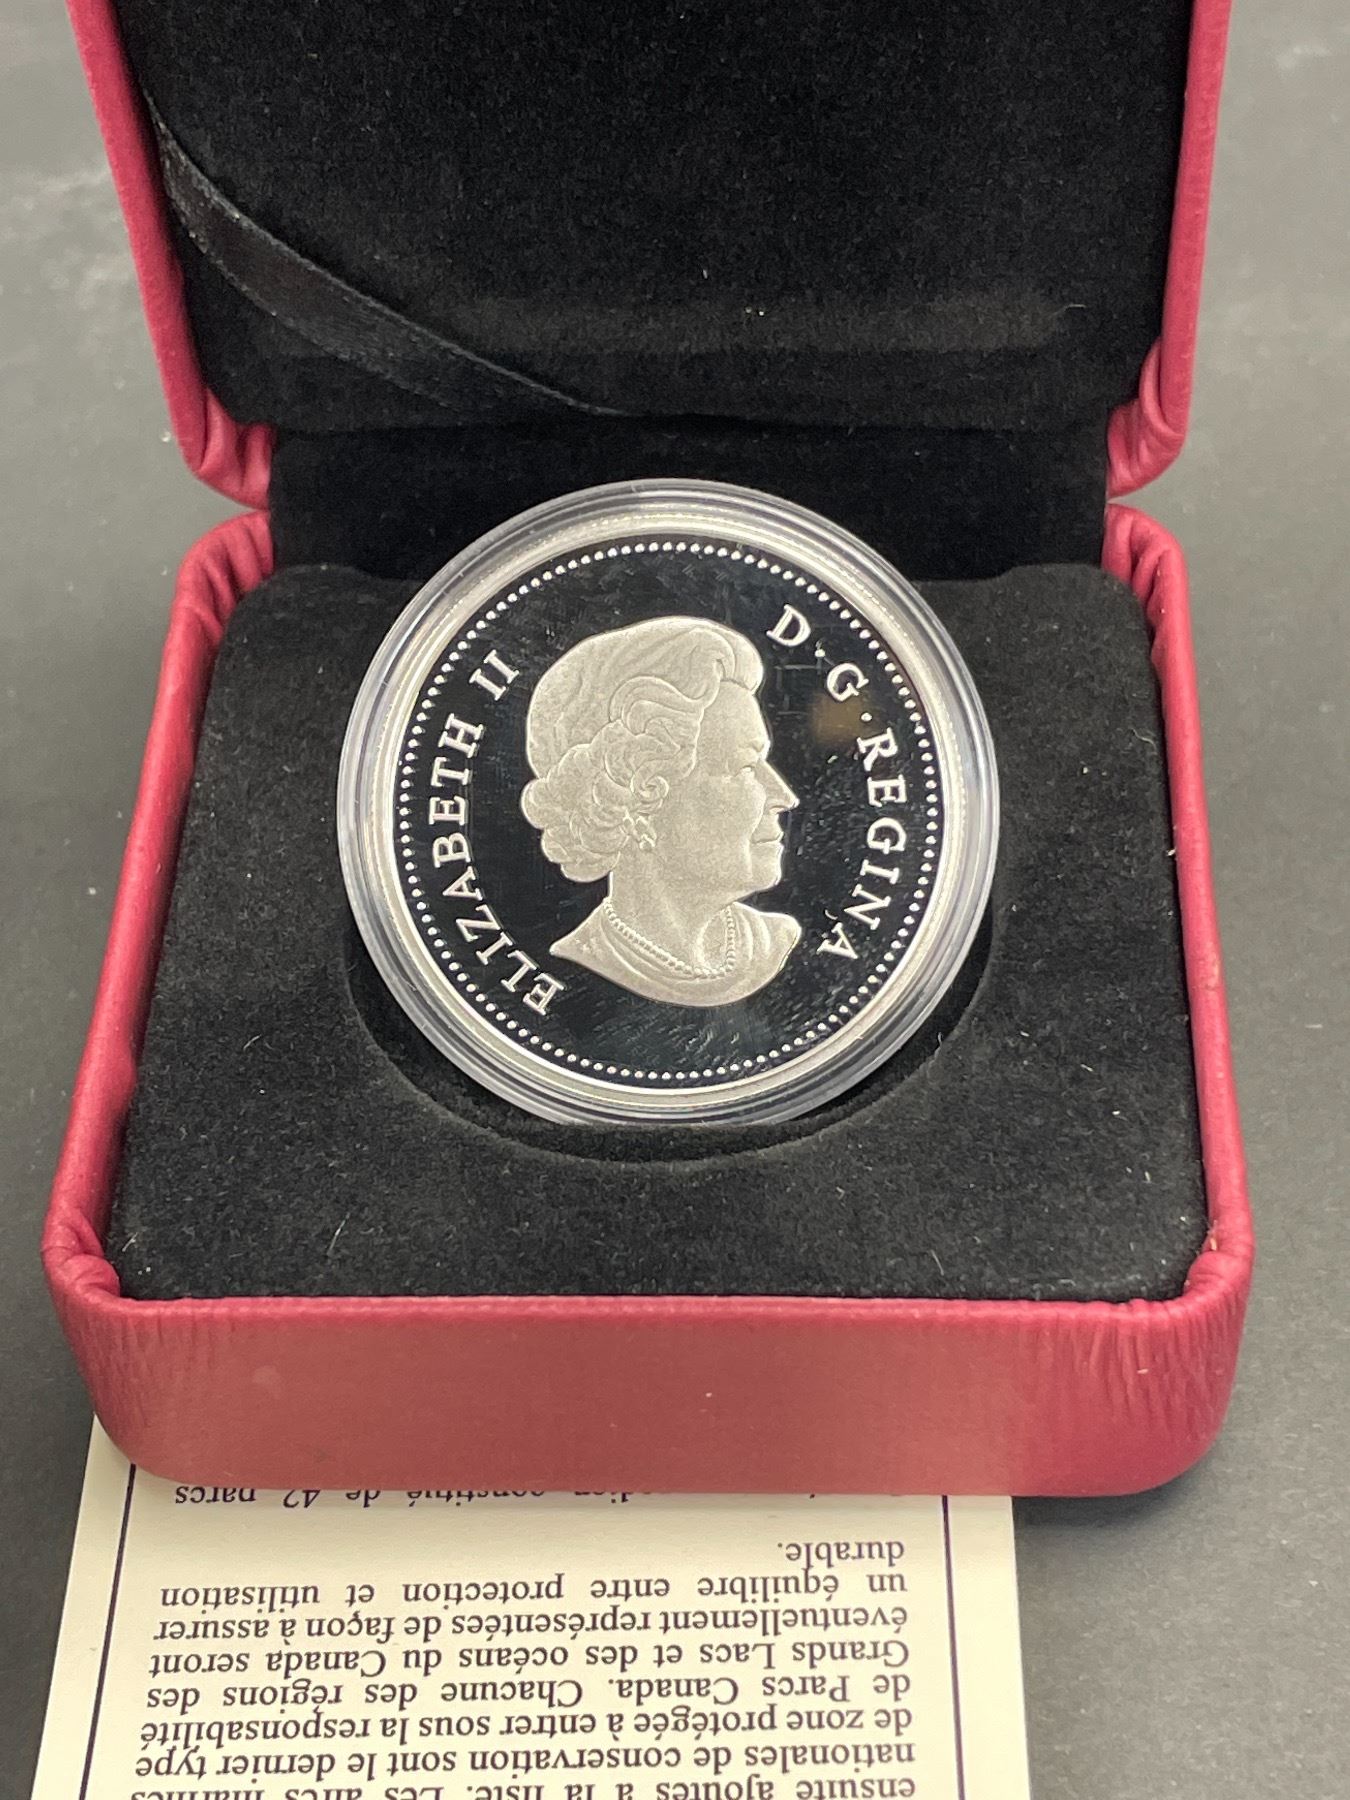 ELIZABETH II D · G · REGINA
ensuite ajoutés à la liste. Les aires marines
nationales de conservation sont le dernier type
de zone protégée à entrer sous la responsabilité
de Parcs Canada. Chacune des régions des
Grands Lacs et des océans du Canada seront
éventuellement représentées de façon à assurer
un équilibre entre protection et utilisation
durable.
constitué de 42 parcs